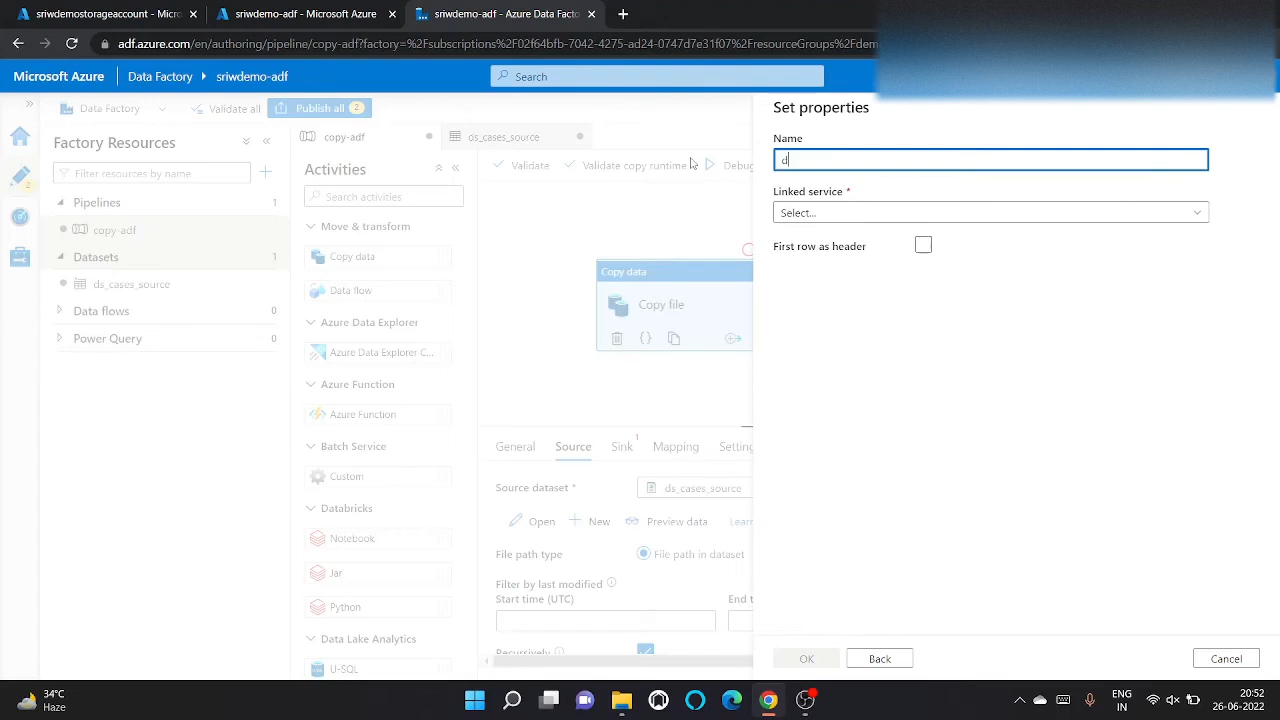 sriwdemostorageaccount - Micros
sriwdemo-adf - Microsoft Azure
sriwdemo-adf - Azure Data Factory
adf.azure.com/en/authoring/pipeline/copy-adf?factory=%2Fsubscriptions%2F02f64bfb-7042-4275-ad24-0747d7e31f07%2FresourceGroups%2Fdem
Microsoft Azure
Data Factory
sriwdemo-adf
Search
Data Factory
Validate all
Publish all 2
Factory Resources
Filter resources by name
Pipelines 1
copy-adf
Datasets 1
ds_cases_source
Data flows 0
Power Query 0
copy-adf
ds_cases_source
Activities
Search activities
Move & transform
Copy data
Data flow
Azure Data Explorer
Azure Data Explorer C...
Azure Function
Azure Function
Batch Service
Custom
Databricks
Notebook
Jar
Python
Data Lake Analytics
U-SQL
Validate
Validate copy runtime
Debug
Copy data
Copy file
General
Source
Sink 1
Mapping
Setting
Source dataset *
ds_cases_source
Open
New
Preview data
Learn
File path type
File path in dataset
Filter by last modified
Start time (UTC)
End t
Recursively
Set properties
Name
d
Linked service *
Select...
First row as header
OK
Back
Cancel
34°C
Haze
ENG
IN
20:52
26-06-2022